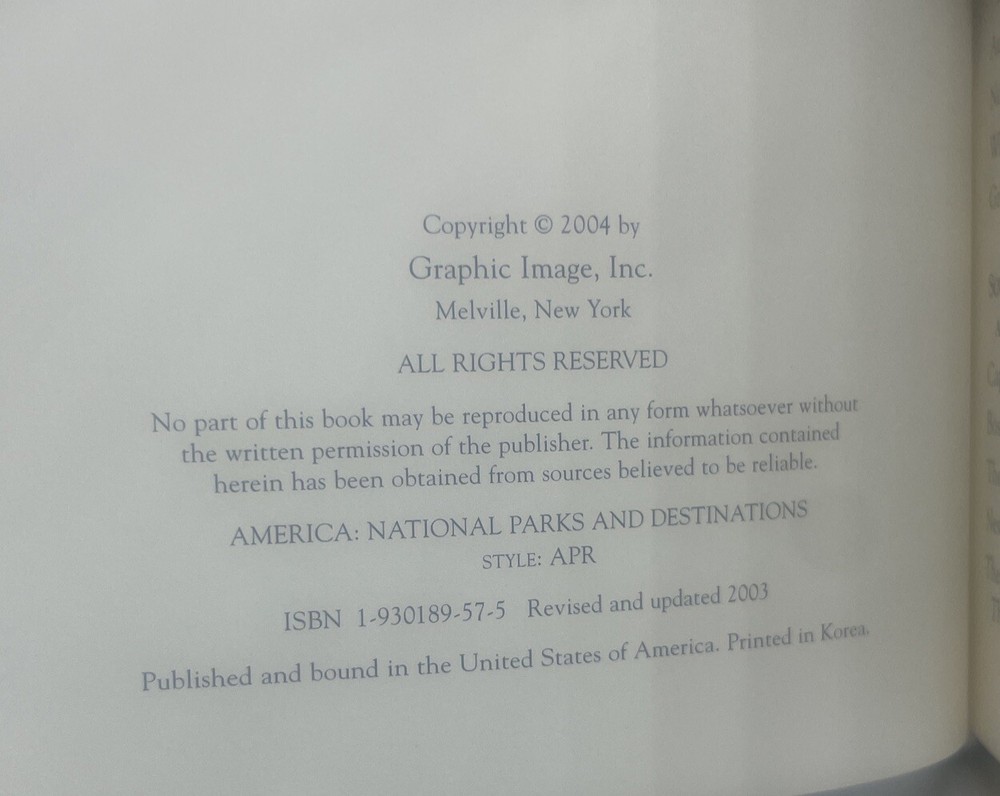 Copyright © 2004 by
Graphic Image, Inc.
Melville, New York
ALL RIGHTS RESERVED
No part of this book may be reproduced in any form whatsoever without
the written permission of the publisher. The information contained
herein has been obtained from sources believed to be reliable.
AMERICA: NATIONAL PARKS AND DESTINATIONS
STYLE: APR
ISBN 1-930189-57-5 Revised and updated 2003
Published and bound in the United States of America. Printed in Korea.